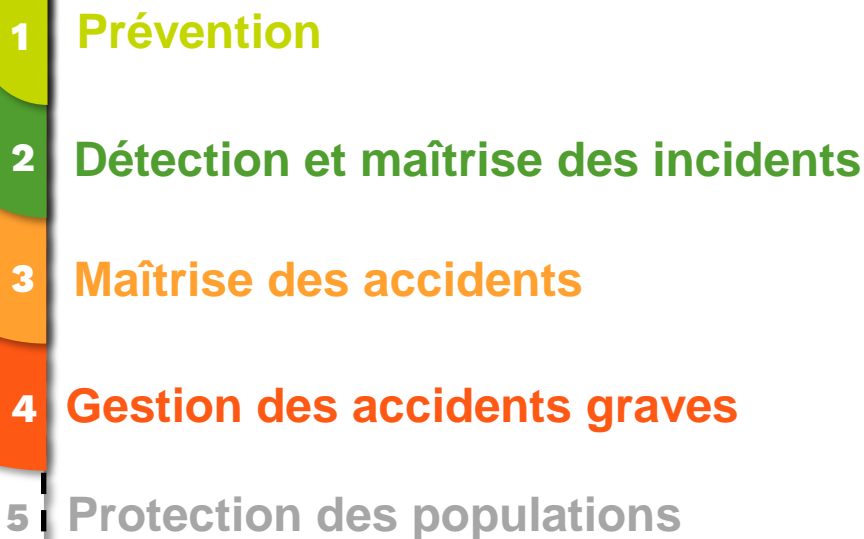 1 Prévention
2 Détection et maîtrise des incidents
3 Maîtrise des accidents
4 Gestion des accidents graves
5 Protection des populations